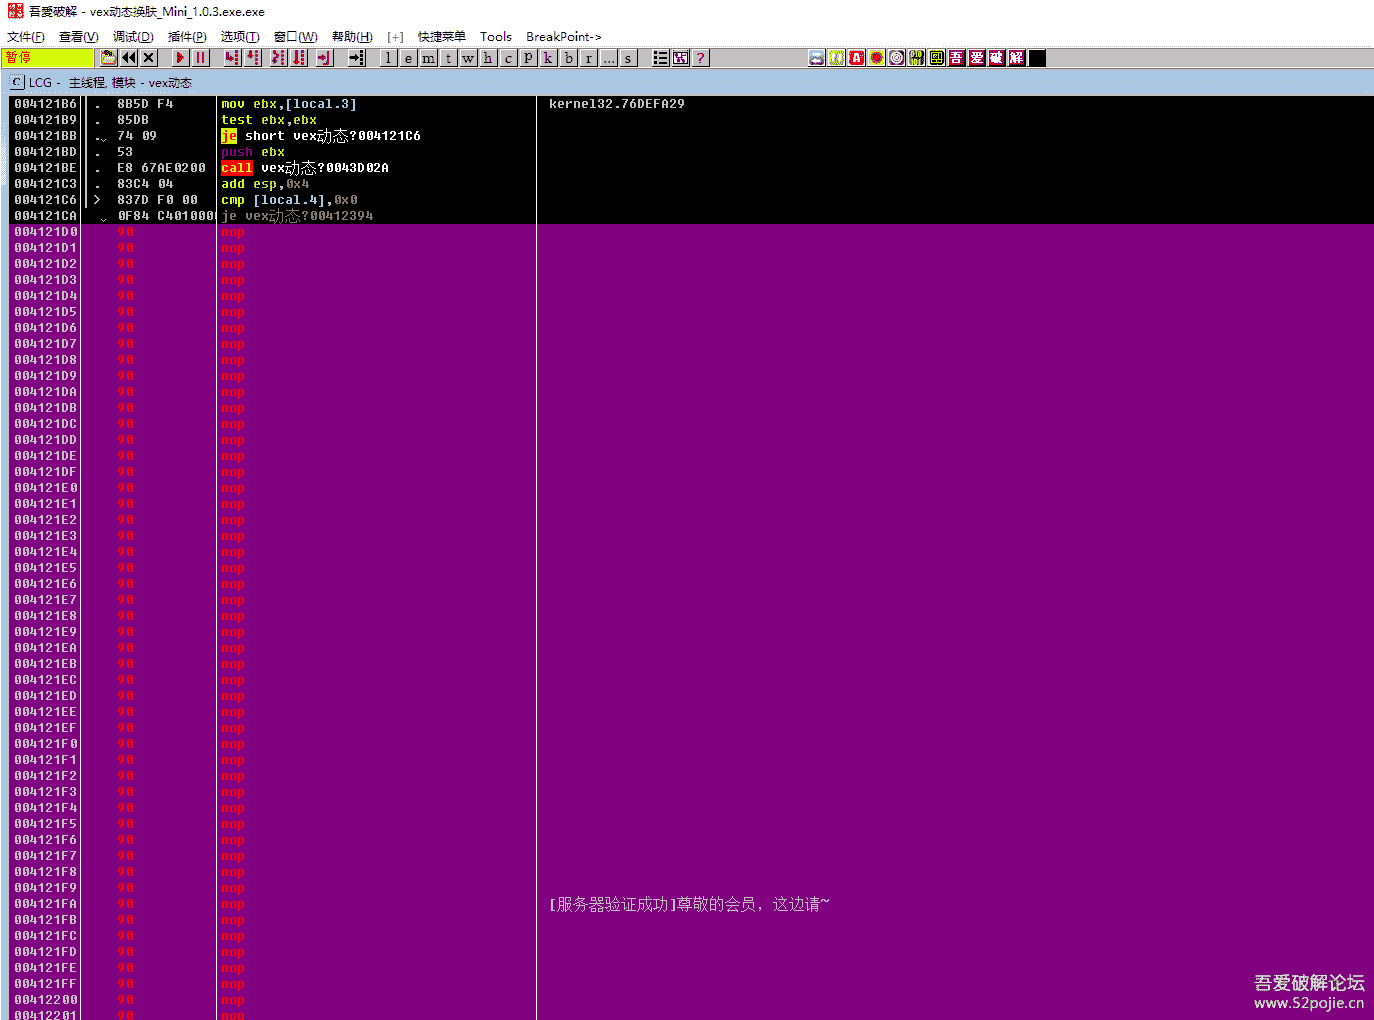 吾爱破解 - vex动态换肤_Mini_1.0.3.exe.exe
文件(F) 查看(V) 调试(D) 插件(P) 选项(T) 窗口(W) 帮助(H) [+] 快捷菜单 Tools BreakPoint->
暂停 l e m t w h c p k b r ... s ? 吾 爱 破 解
C LCG - 主线程, 模块 - vex动态
004121B6 . 8B5D F4 mov ebx,[local.3] kernel32.76DEFA29
004121B9 . 85DB test ebx,ebx
004121BB . 74 09 je short vex动态?004121C6
004121BD . 53 push ebx
004121BE . E8 67AE0200 call vex动态?0043D02A
004121C3 . 83C4 04 add esp,0x4
004121C6 > 837D F0 00 cmp [local.4],0x0
004121CA 0F84 C4010000 je vex动态?00412394
004121D0 90 nop
004121D1 90 nop
004121D2 90 nop
004121D3 90 nop
004121D4 90 nop
004121D5 90 nop
004121D6 90 nop
004121D7 90 nop
004121D8 90 nop
004121D9 90 nop
004121DA 90 nop
004121DB 90 nop
004121DC 90 nop
004121DD 90 nop
004121DE 90 nop
004121DF 90 nop
004121E0 90 nop
004121E1 90 nop
004121E2 90 nop
004121E3 90 nop
004121E4 90 nop
004121E5 90 nop
004121E6 90 nop
004121E7 90 nop
004121E8 90 nop
004121E9 90 nop
004121EA 90 nop
004121EB 90 nop
004121EC 90 nop
004121ED 90 nop
004121EE 90 nop
004121EF 90 nop
004121F0 90 nop
004121F1 90 nop
004121F2 90 nop
004121F3 90 nop
004121F4 90 nop
004121F5 90 nop
004121F6 90 nop
004121F7 90 nop
004121F8 90 nop
004121F9 90 nop
004121FA 90 nop [服务器验证成功]尊敬的会员，这边请~
004121FB 90 nop
004121FC 90 nop
004121FD 90 nop
004121FE 90 nop
004121FF 90 nop
00412200 90 nop
00412201 90 nop
吾爱破解论坛
www.52pojie.cn